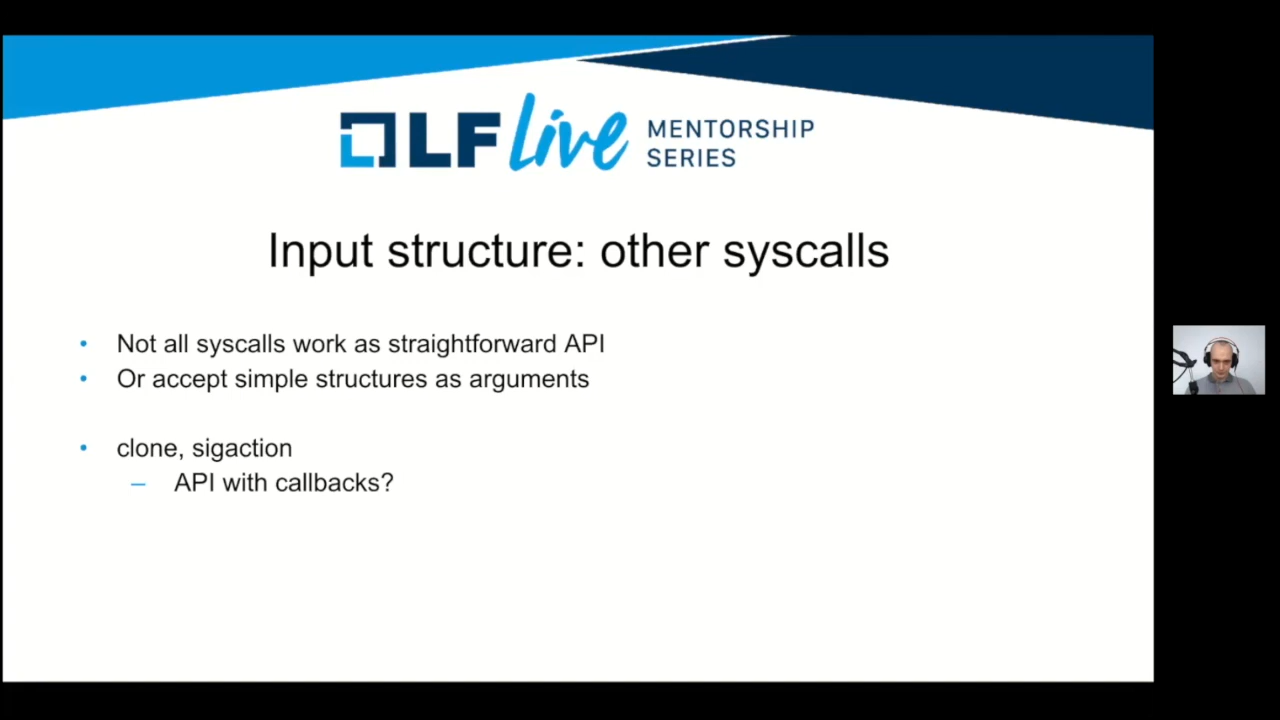 LF Live MENTORSHIP
SERIES
Input structure: other syscalls
• Not all syscalls work as straightforward API
• Or accept simple structures as arguments
• clone, sigaction
– API with callbacks?